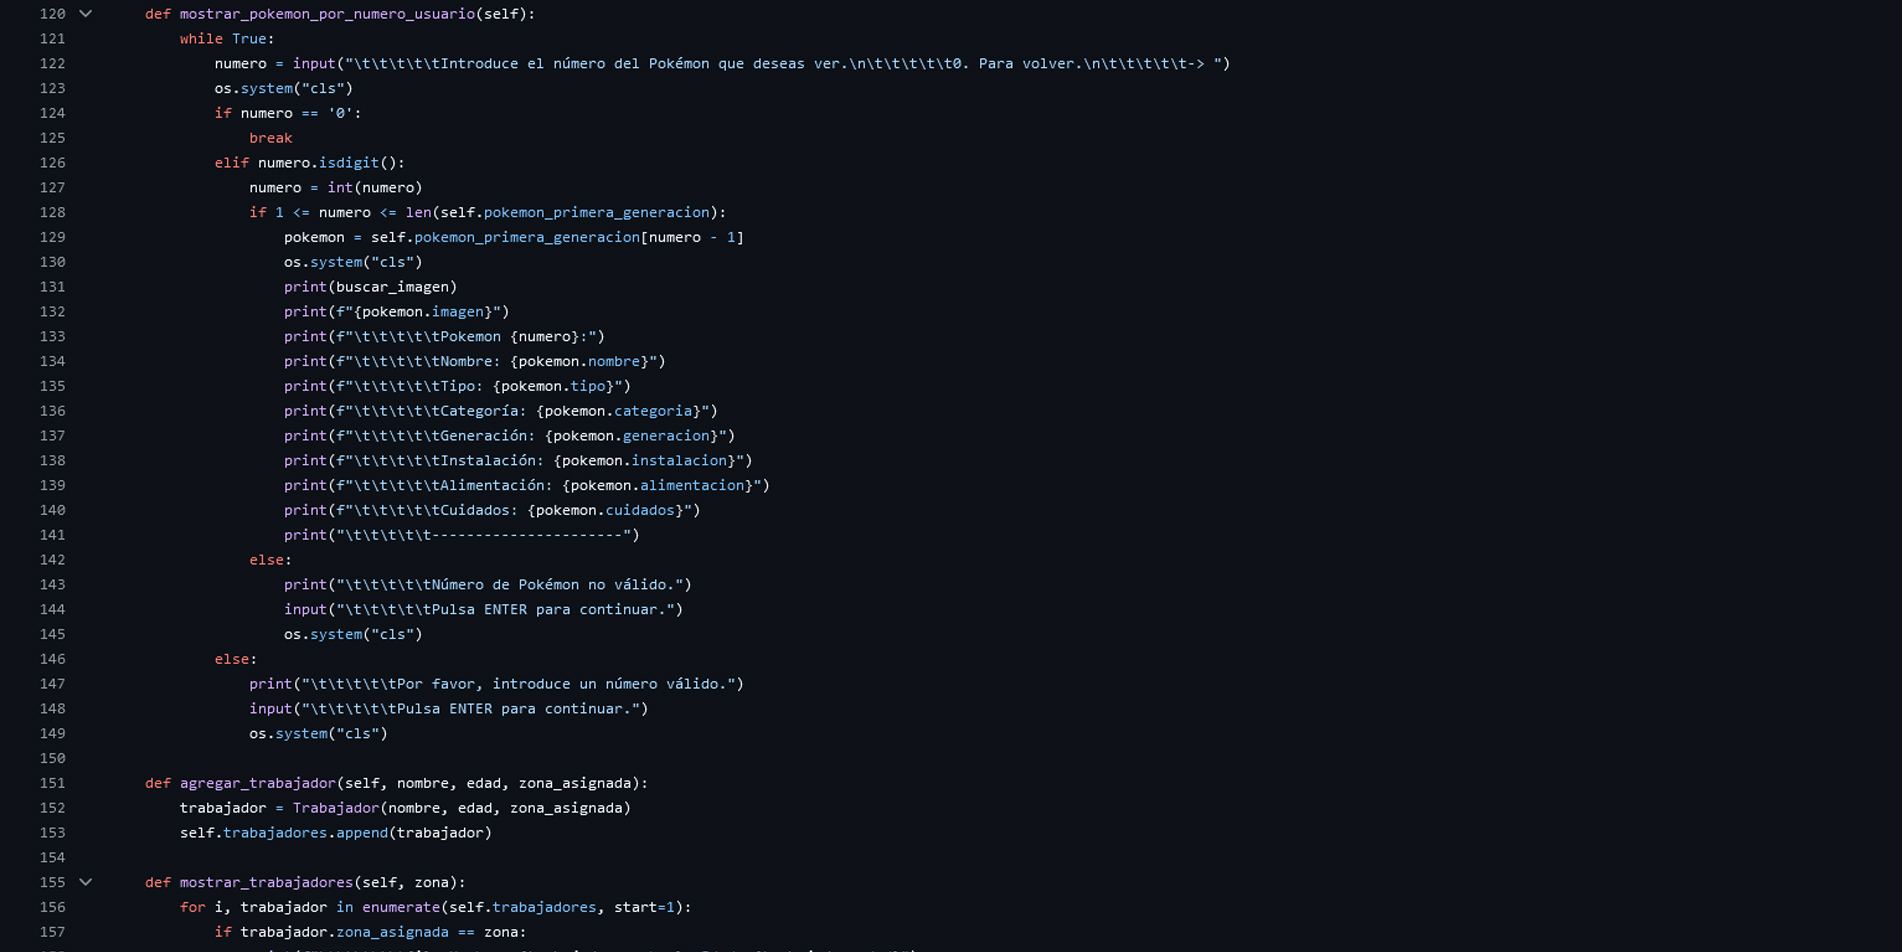 120 def mostrar_pokemon_por_numero_usuario(self):
121 while True:
122 numero = input("\t\t\t\t\tIntroduce el número del Pokémon que deseas ver.\n\t\t\t\t\t0. Para volver.\n\t\t\t\t\t-> ")
123 os.system("cls")
124 if numero == '0':
125 break
126 elif numero.isdigit():
127 numero = int(numero)
128 if 1 <= numero <= len(self.pokemon_primera_generacion):
129 pokemon = self.pokemon_primera_generacion[numero - 1]
130 os.system("cls")
131 print(buscar_imagen)
132 print(f"{pokemon.imagen}")
133 print(f"\t\t\t\t\tPokemon {numero}:")
134 print(f"\t\t\t\t\tNombre: {pokemon.nombre}")
135 print(f"\t\t\t\t\tTipo: {pokemon.tipo}")
136 print(f"\t\t\t\t\tCategoría: {pokemon.categoria}")
137 print(f"\t\t\t\t\tGeneración: {pokemon.generacion}")
138 print(f"\t\t\t\t\tInstalación: {pokemon.instalacion}")
139 print(f"\t\t\t\t\tAlimentación: {pokemon.alimentacion}")
140 print(f"\t\t\t\t\tCuidados: {pokemon.cuidados}")
141 print("\t\t\t\t\t----------------------")
142 else:
143 print("\t\t\t\t\tNúmero de Pokémon no válido.")
144 input("\t\t\t\t\tPulsa ENTER para continuar.")
145 os.system("cls")
146 else:
147 print("\t\t\t\t\tPor favor, introduce un número válido.")
148 input("\t\t\t\t\tPulsa ENTER para continuar.")
149 os.system("cls")
150
151 def agregar_trabajador(self, nombre, edad, zona_asignada):
152 trabajador = Trabajador(nombre, edad, zona_asignada)
153 self.trabajadores.append(trabajador)
154
155 def mostrar_trabajadores(self, zona):
156 for i, trabajador in enumerate(self.trabajadores, start=1):
157 if trabajador.zona_asignada == zona: